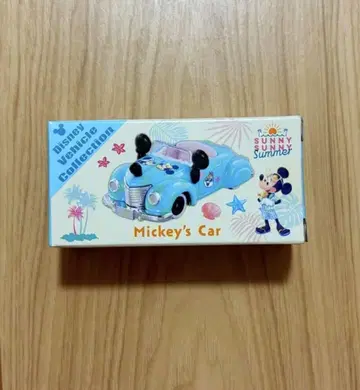 Disney
Vehicle
Collection
SUNNY
SUNNY
Summer
Mickey's Car